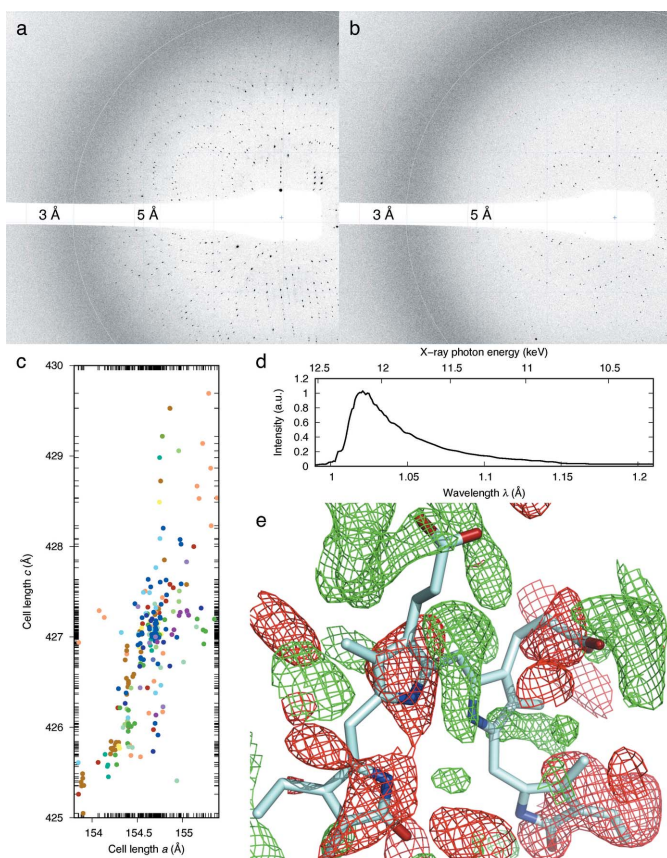 a
b
3 Å
5 Å
3 Å
5 Å
c
430
429
428
427
426
425
Cell length c (Å)
154
154.5
155
Cell length a (Å)
d
X-ray photon energy (keV)
12.5
12
11.5
11
10.5
1.2
1
0.8
0.6
0.4
0.2
0
Intensity (a.u.)
1
1.05
1.1
1.15
1.2
Wavelength λ (Å)
e